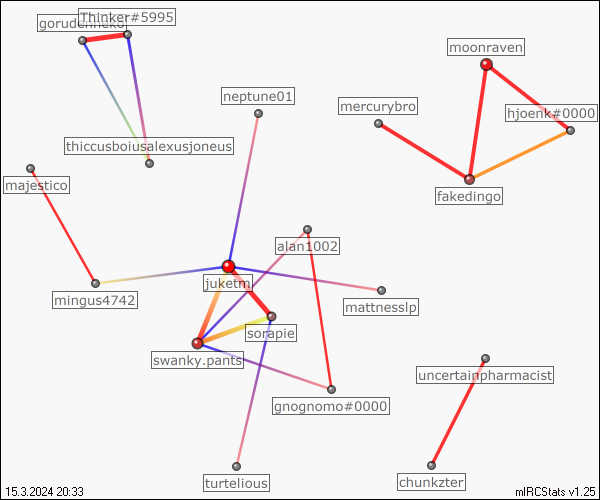 Thinker#5995
moonraven
neptune01
mercurybro
hjoenk#0000
thiccusboiusalexusjoneus
majestico
fakedingo
alan1002
juketm
mingus4742
mattnesslp
sorapie
swanky.pants
uncertainpharmacist
gnognomo#0000
turtelious
chunkzter
15.3.2024 20:33
mIRCStats v1.25